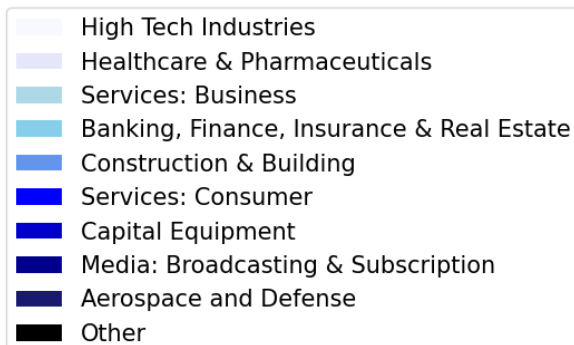 High Tech Industries
Healthcare & Pharmaceuticals
Services: Business
Banking, Finance, Insurance & Real Estate
Construction & Building
Services: Consumer
Capital Equipment
Media: Broadcasting & Subscription
Aerospace and Defense
Other